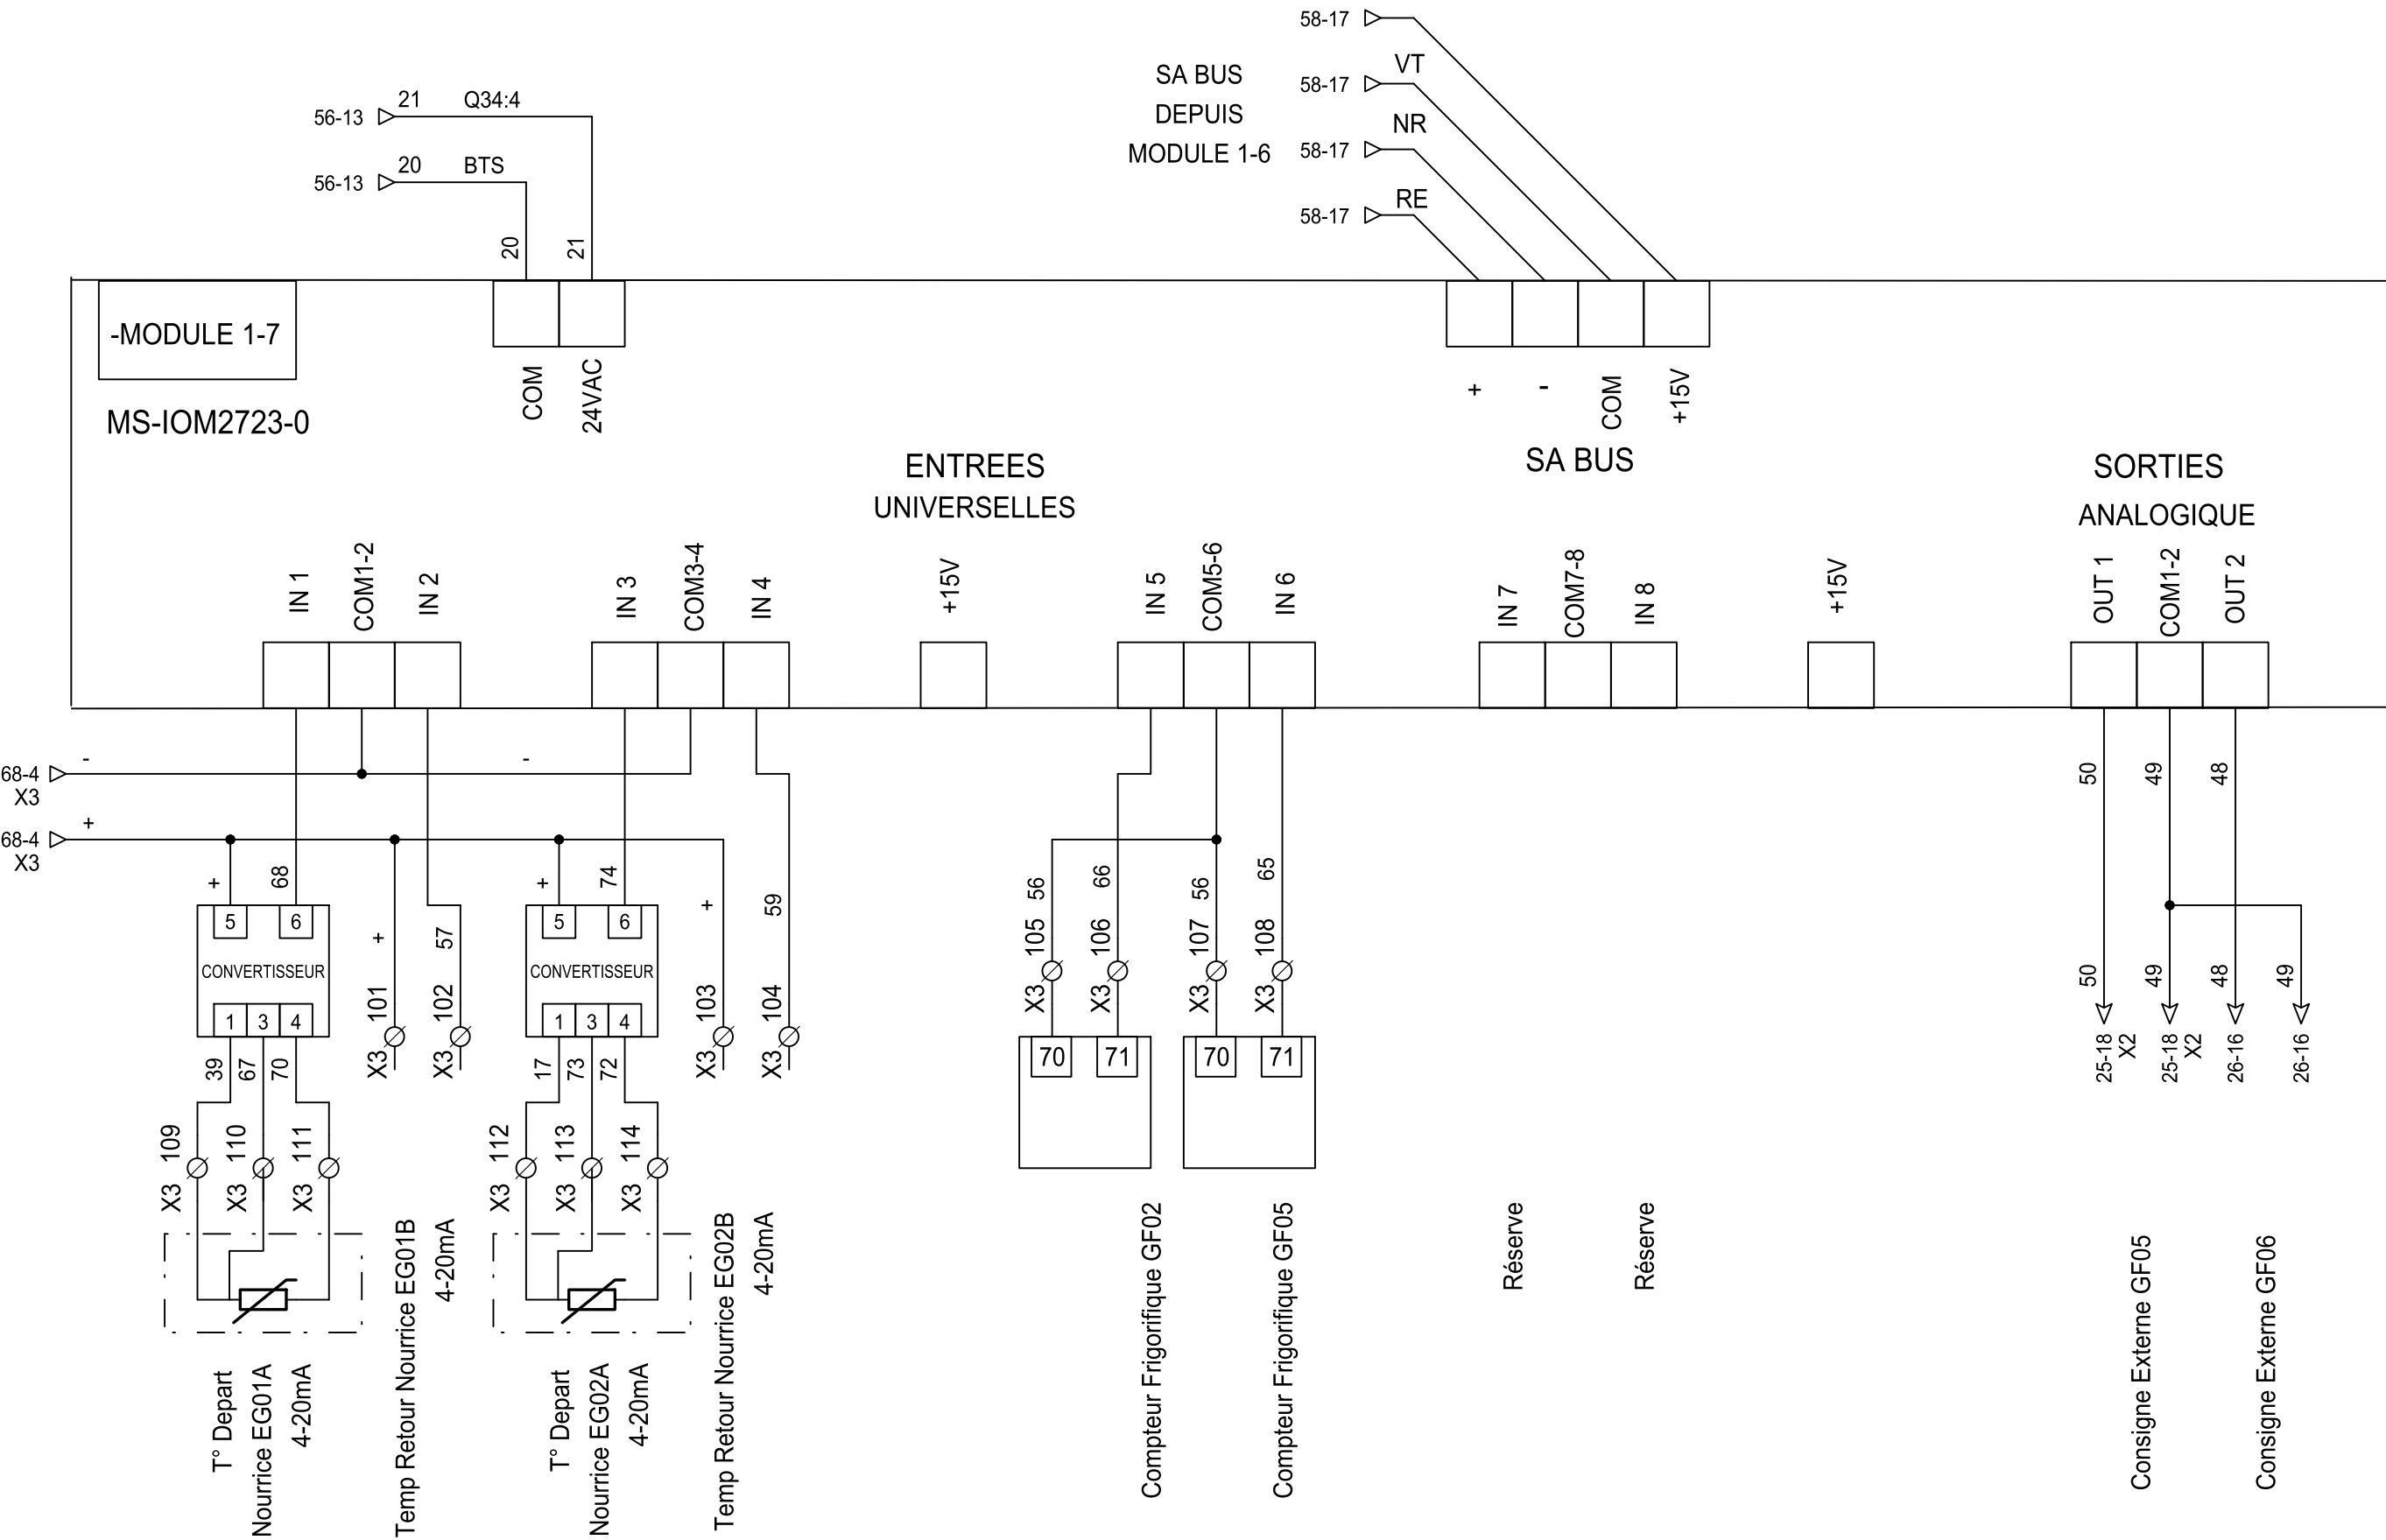 58-17
SA BUS
58-17
VT
DEPUIS
MODULE 1-6
58-17
NR
58-17
RE
56-13
21
Q34:4
56-13
20
BTS
20
21
-MODULE 1-7
MS-IOM2723-0
COM
24VAC
+
-
COM
+15V
SA BUS
ENTREES
UNIVERSELLES
SORTIES
ANALOGIQUE
IN 1
COM1-2
IN 2
IN 3
COM3-4
IN 4
+15V
IN 5
COM5-6
IN 6
IN 7
COM7-8
IN 8
+15V
OUT 1
COM1-2
OUT 2
68-4
X3
-
-
68-4
X3
+
50
49
48
+
68
+
57
+
74
+
59
56
66
56
65
5
6
CONVERTISSEUR
1
3
4
5
6
CONVERTISSEUR
1
3
4
X3
101
X3
102
X3
103
X3
104
X3
105
X3
106
X3
107
X3
108
70
71
70
71
50
49
48
49
25-18
X2
25-18
X2
26-16
26-16
39
67
70
17
73
72
X3
109
X3
110
X3
111
X3
112
X3
113
X3
114
T° Depart
Nourrice EG01A
4-20mA
Temp Retour Nourrice EG01B
4-20mA
T° Depart
Nourrice EG02A
4-20mA
Temp Retour Nourrice EG02B
4-20mA
Compteur Frigorifique GF02
Compteur Frigorifique GF05
Réserve
Réserve
Consigne Externe GF05
Consigne Externe GF06